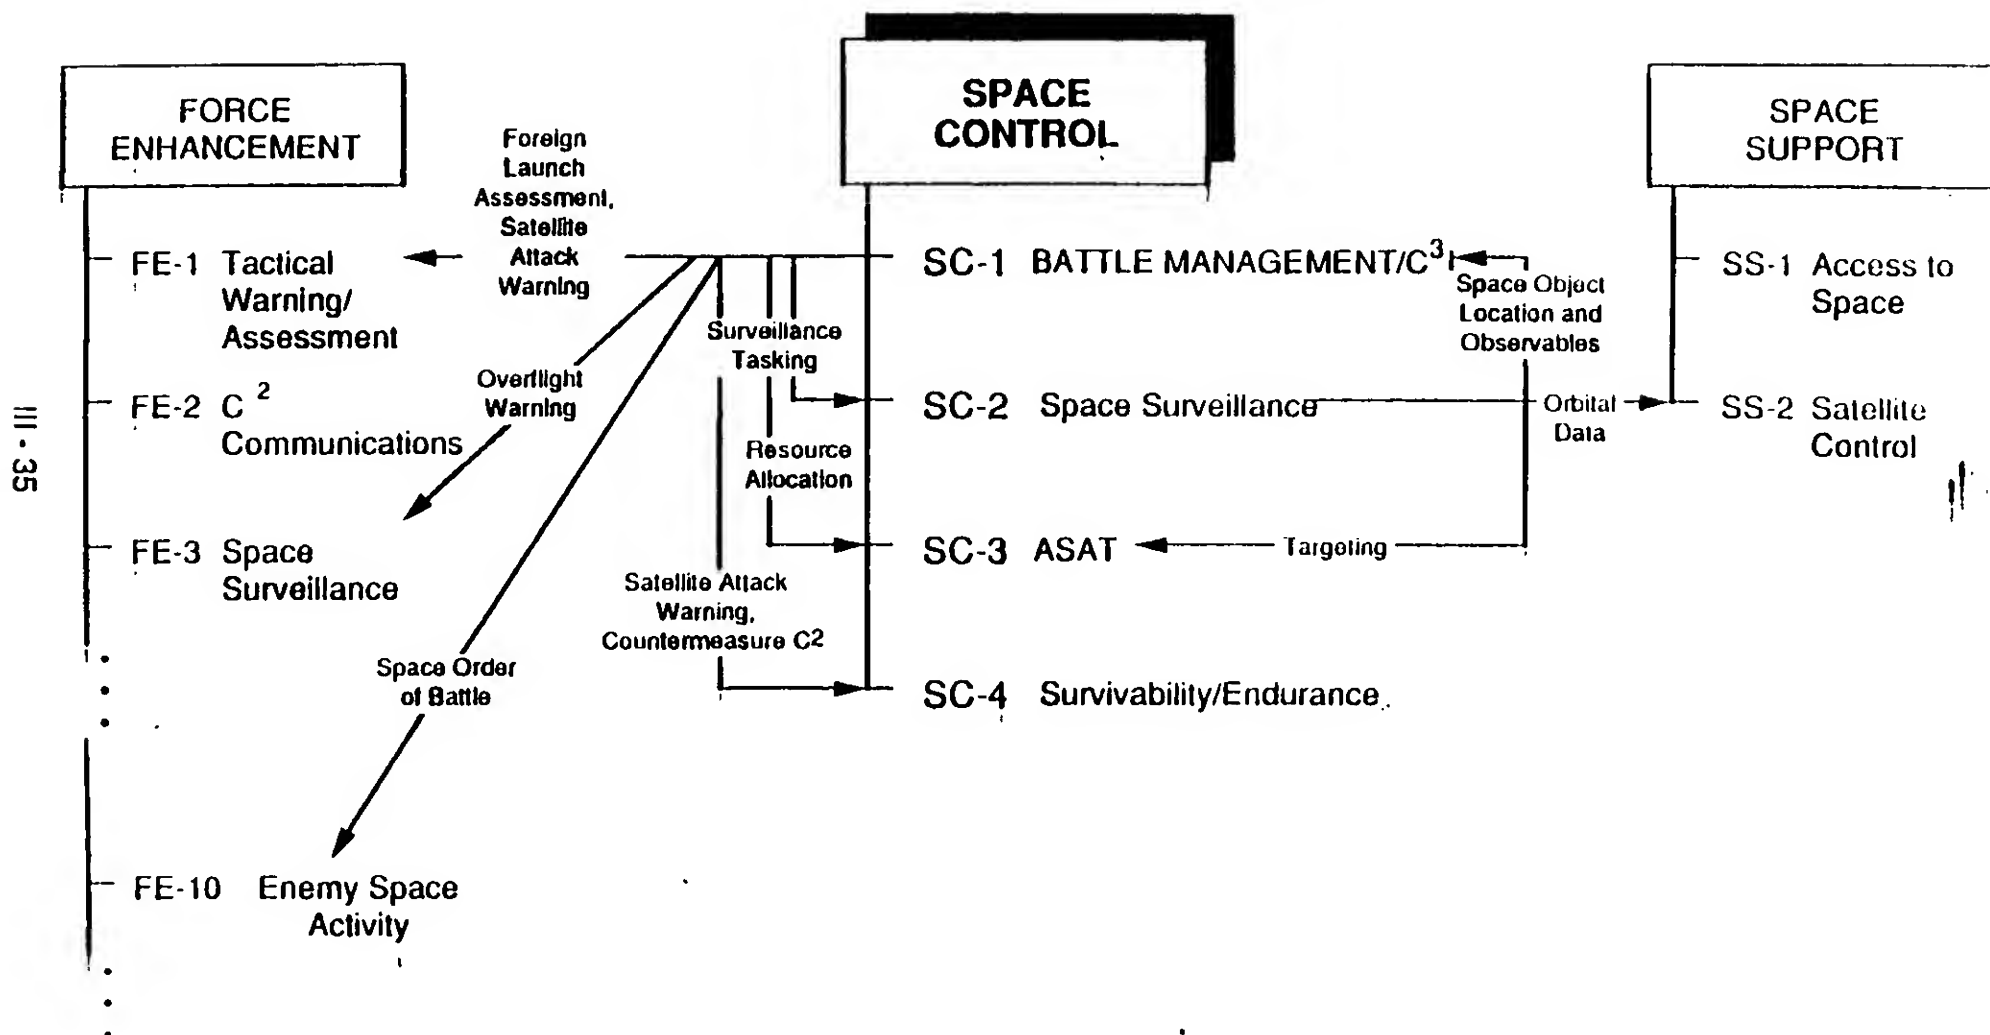 FORCE
ENHANCEMENT
FE-1 Tactical
Warning/
Assessment
FE-2 C²
Communications
FE-3 Space
Surveillance
FE-10 Enemy Space
Activity
Foreign
Launch
Assessment,
Satellite
Attack
Warning
Overflight
Warning
Space Order
of Battle
Surveillance
Tasking
Resource
Allocation
Satellite Attack
Warning,
Countermeasure C2
SPACE
CONTROL
SC-1 BATTLE MANAGEMENT/C³
SC-2 Space Surveillance
SC-3 ASAT
SC-4 Survivability/Endurance
Space Object
Location and
Observables
Orbital
Data
Targeting
SPACE
SUPPORT
SS-1 Access to
Space
SS-2 Satellite
Control
III - 35